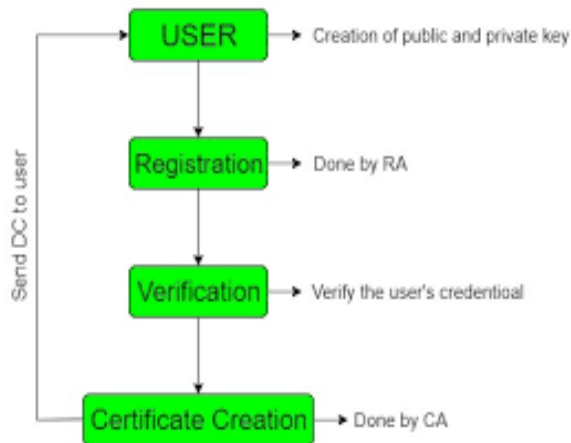 USER
Creation of public and private key
Registration
Done by RA
Send DC to user
Verification
Verify the user's credentioal
Certificate Creation
Done by CA